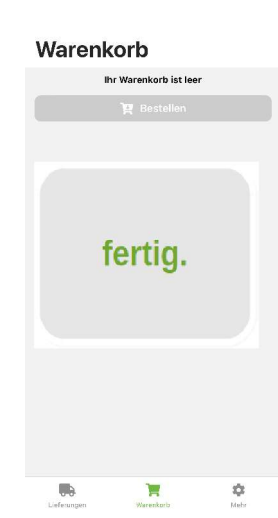 Warenkorb
Ihr Warenkorb ist leer
Bestellen
fertig.
Lieferungen
Warenkorb
Mehr